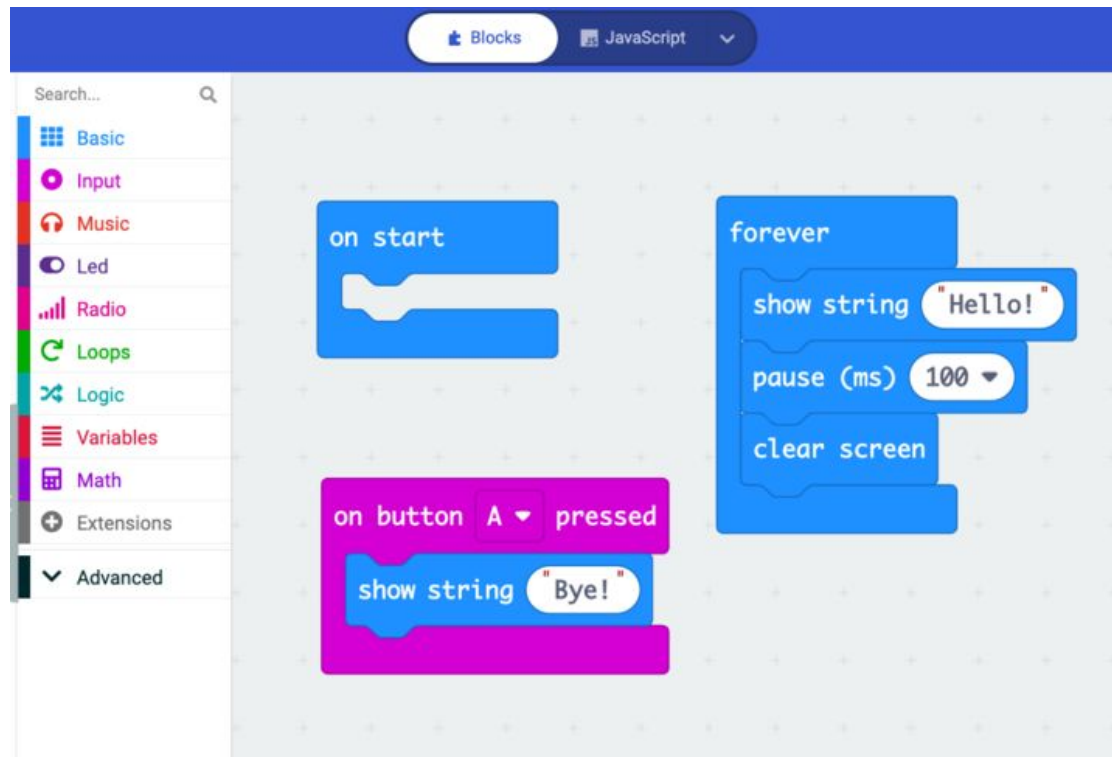 Blocks
JavaScript
Search...
Basic
Input
Music
Led
Radio
Loops
Logic
Variables
Math
Extensions
Advanced
on start
forever
show string "Hello!"
pause (ms) 100
clear screen
on button A pressed
show string "Bye!"